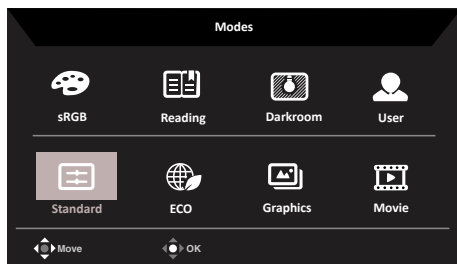 Modes
sRGB Reading Darkroom User
Standard ECO Graphics Movie
Move OK